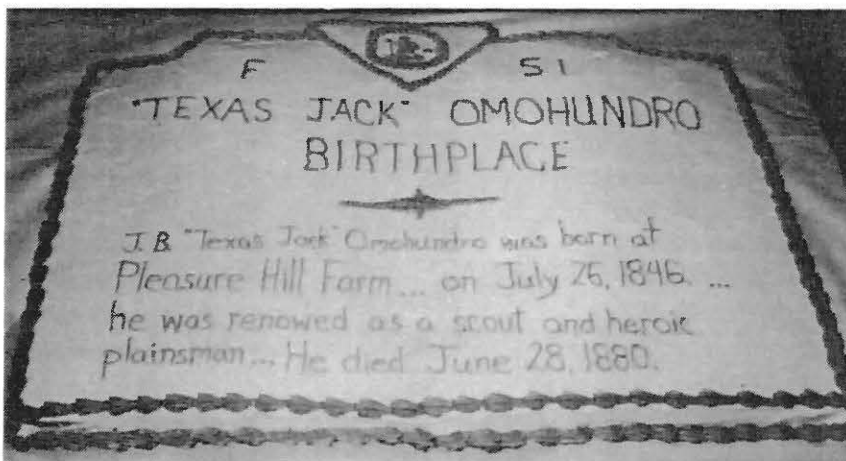 F 51
"TEXAS JACK" OMOHUNDRO
BIRTHPLACE
J.B. "Texas Jack" Omohundro was born at
Pleasure Hill Farm... on July 26, 1846. ...
he was renowed as a scout and heroic
plainsman... He died June 28, 1880.